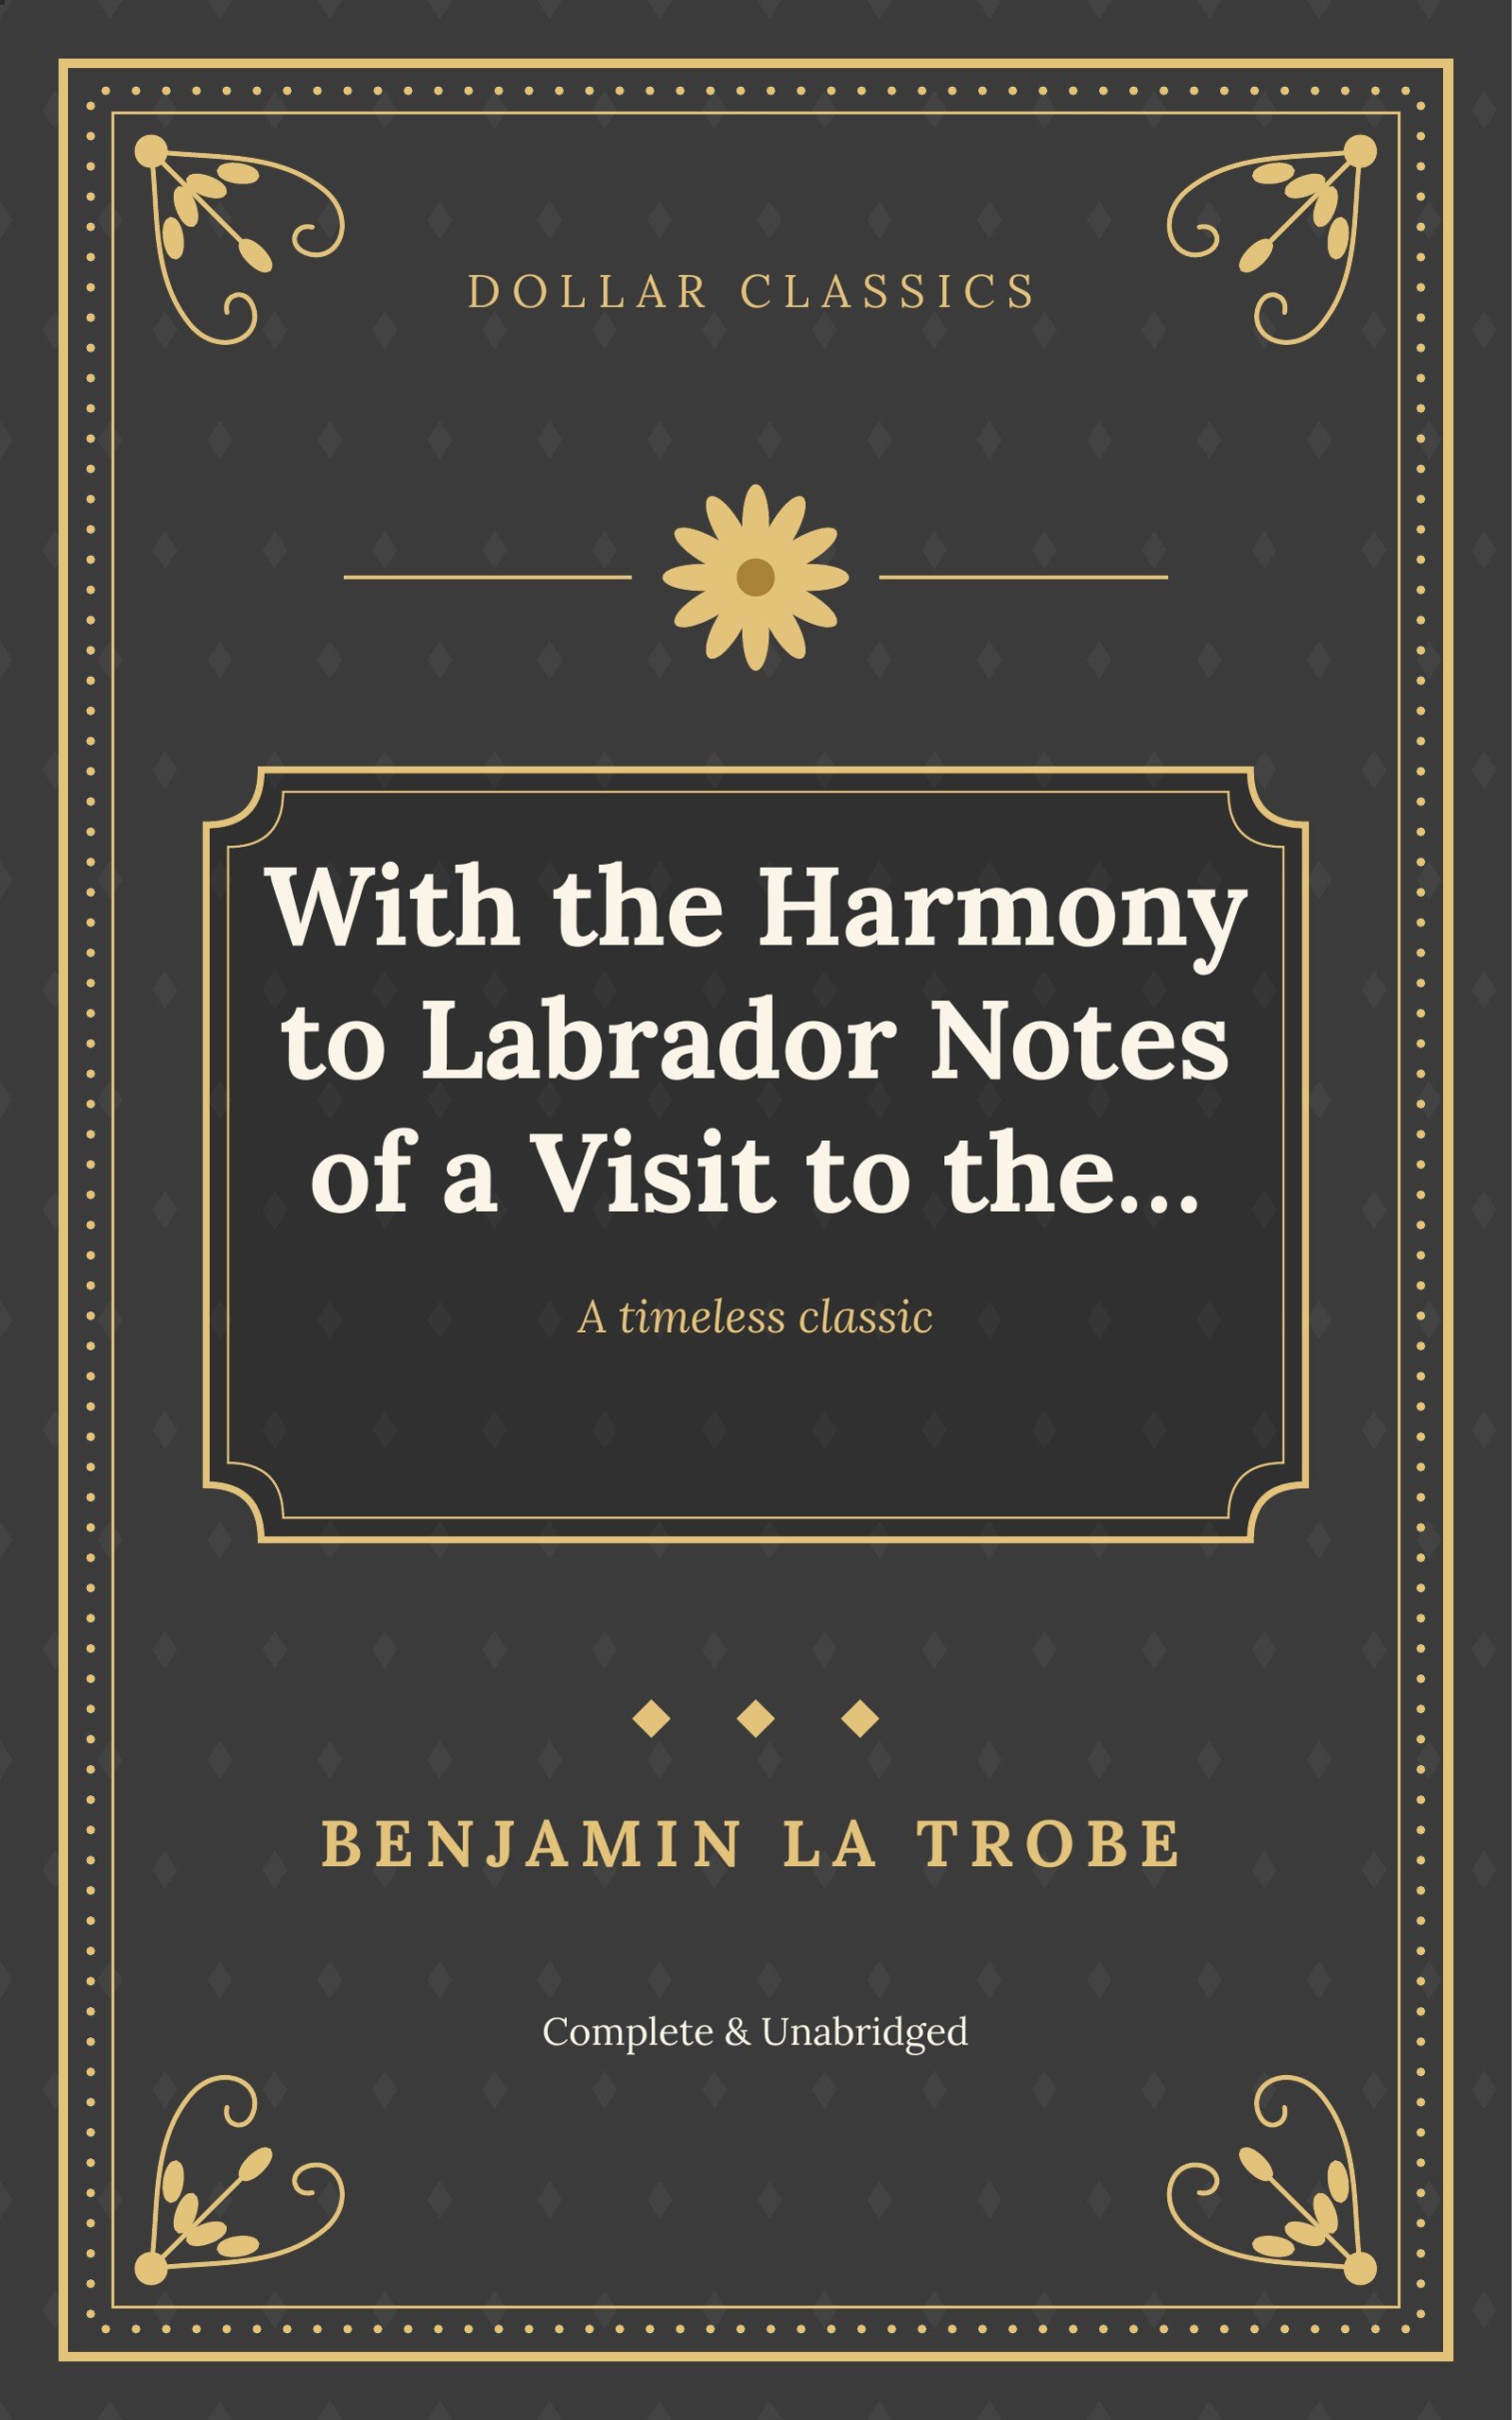 DOLLAR CLASSICS
With the Harmony
to Labrador Notes
of a Visit to the...
A timeless classic
BENJAMIN LA TROBE
Complete & Unabridged